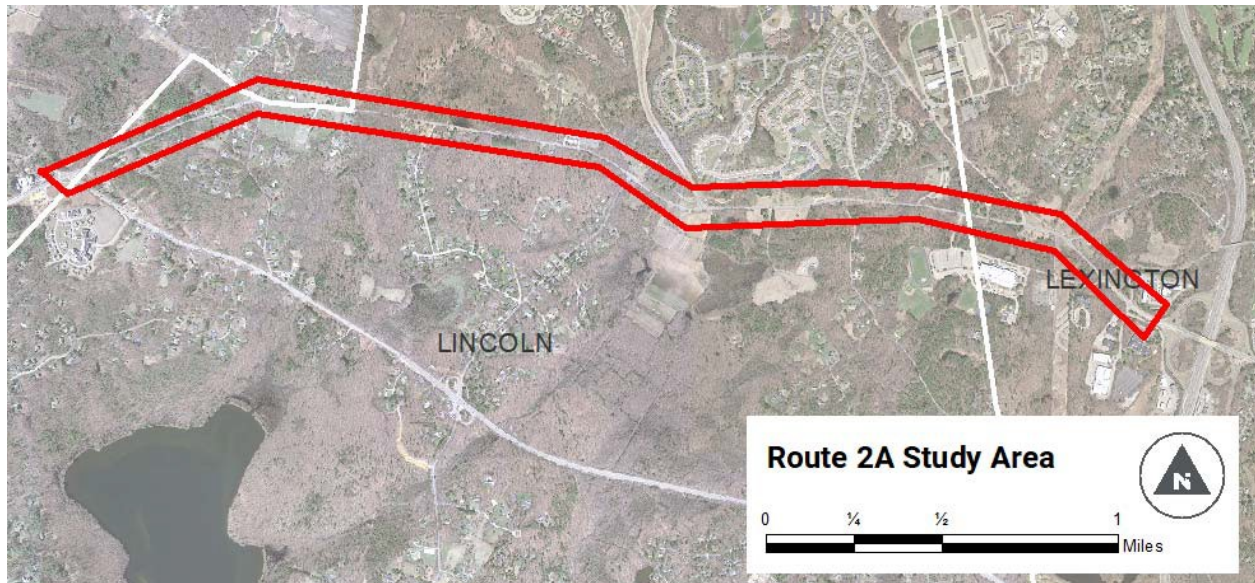 LEXINGTON
LINCOLN
Route 2A Study Area
N
0 ¼ ½ 1
Miles